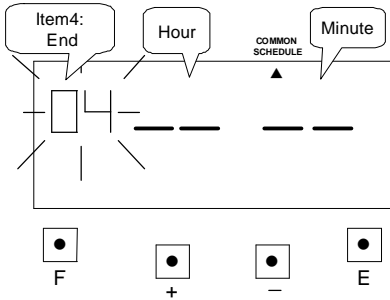 Item4:
End
Hour
COMMON
SCHEDULE
Minute
04 -- --
F
+
−
E